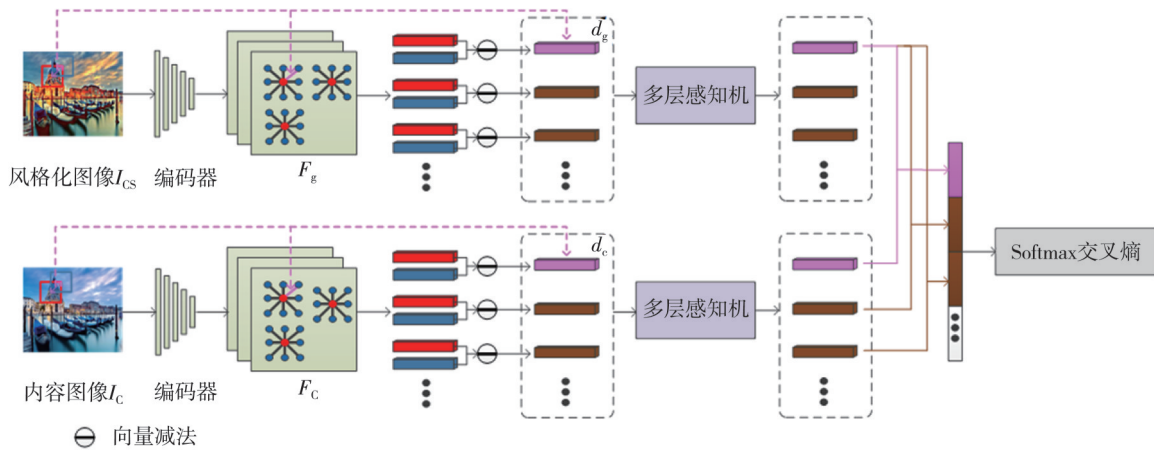 d_g
多层感知机
风格化图像I_CS
编码器
F_g
Softmax交叉熵
d_c
多层感知机
内容图像I_C
编码器
F_C
向量减法